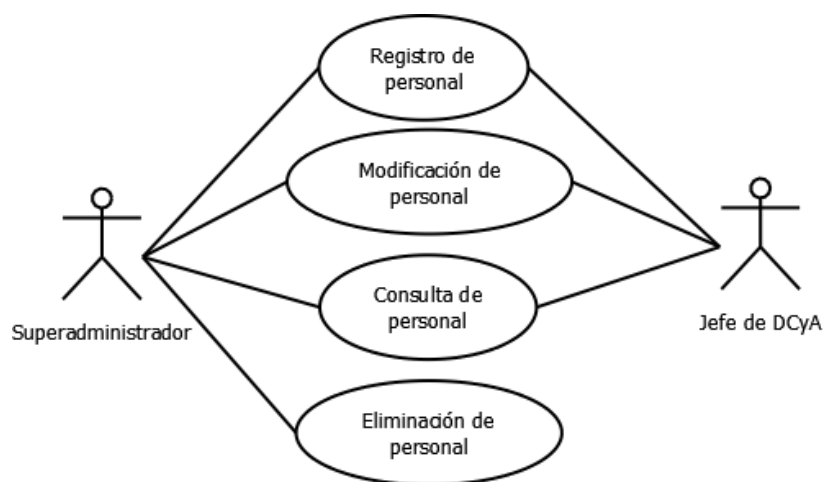 Registro de
personal
Modificación de
personal
Consulta de
personal
Superadministrador
Jefe de DCyA
Eliminación de
personal